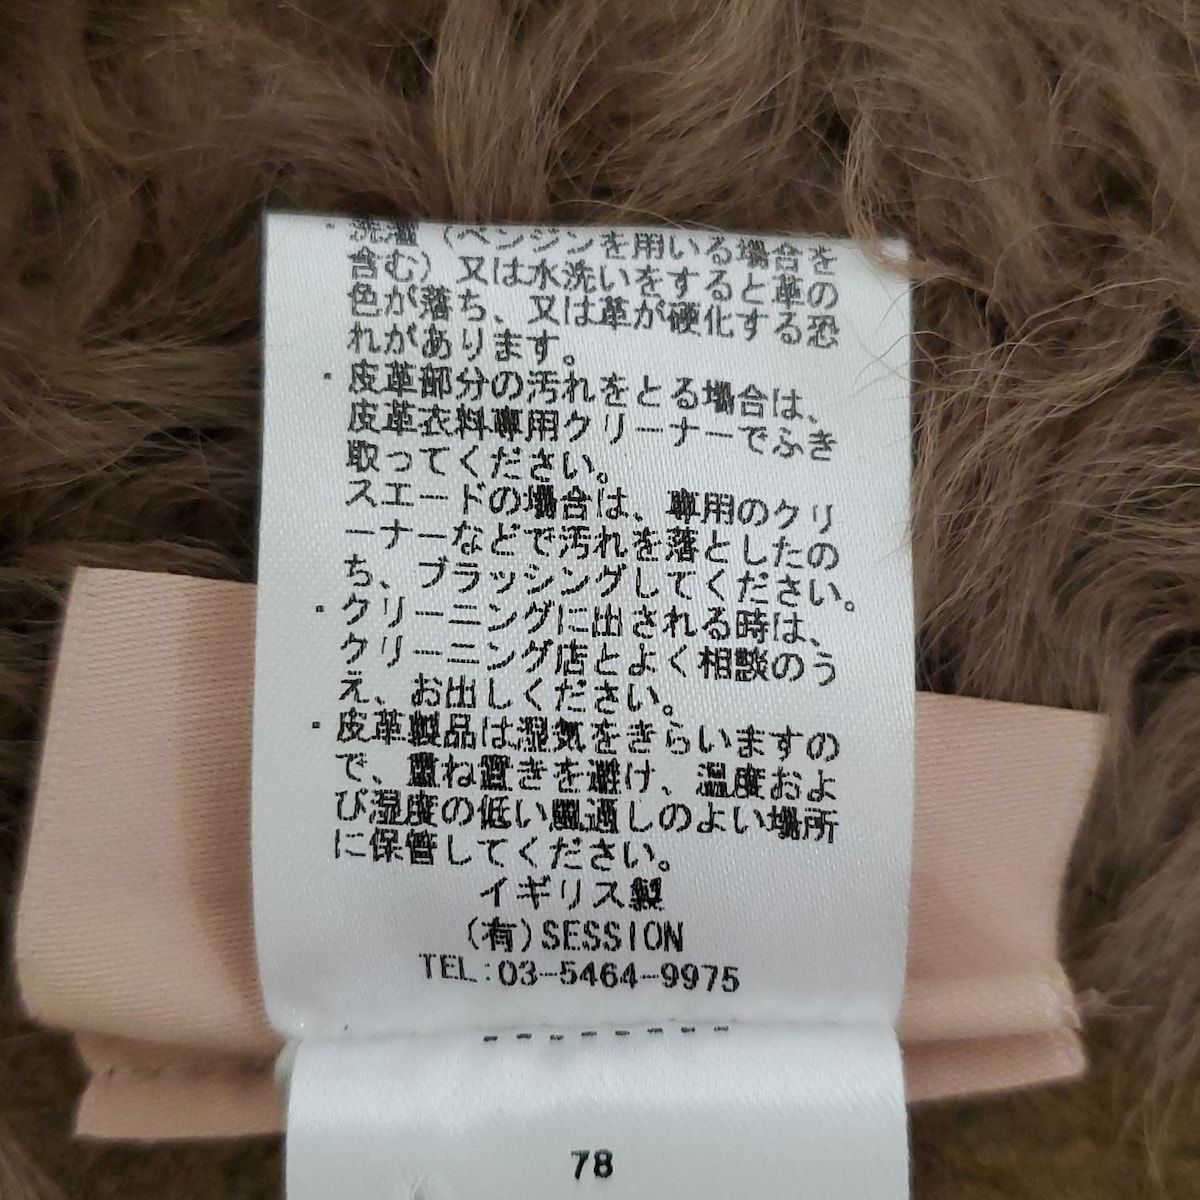 ・洗濯（ベンジンを用いる場合を
含む）又は水洗いをすると革の
色が落ち、又は革が硬化する恐
れがあります。
・皮革部分の汚れをとる場合は、
皮革衣料専用クリーナーでふき
取ってください。
スエードの場合は、専用のクリ
ーナーなどで汚れを落としたの
ち、ブラッシングしてください。
・クリーニングに出される時は、
クリーニング店とよく相談のう
え、お出しください。
・皮革製品は湿気をきらいますの
で、重ね置きを避け、温度およ
び湿度の低い風通しのよい場所
に保管してください。
イギリス製
(有)SESSION
TEL:03-5464-9975
--------
78